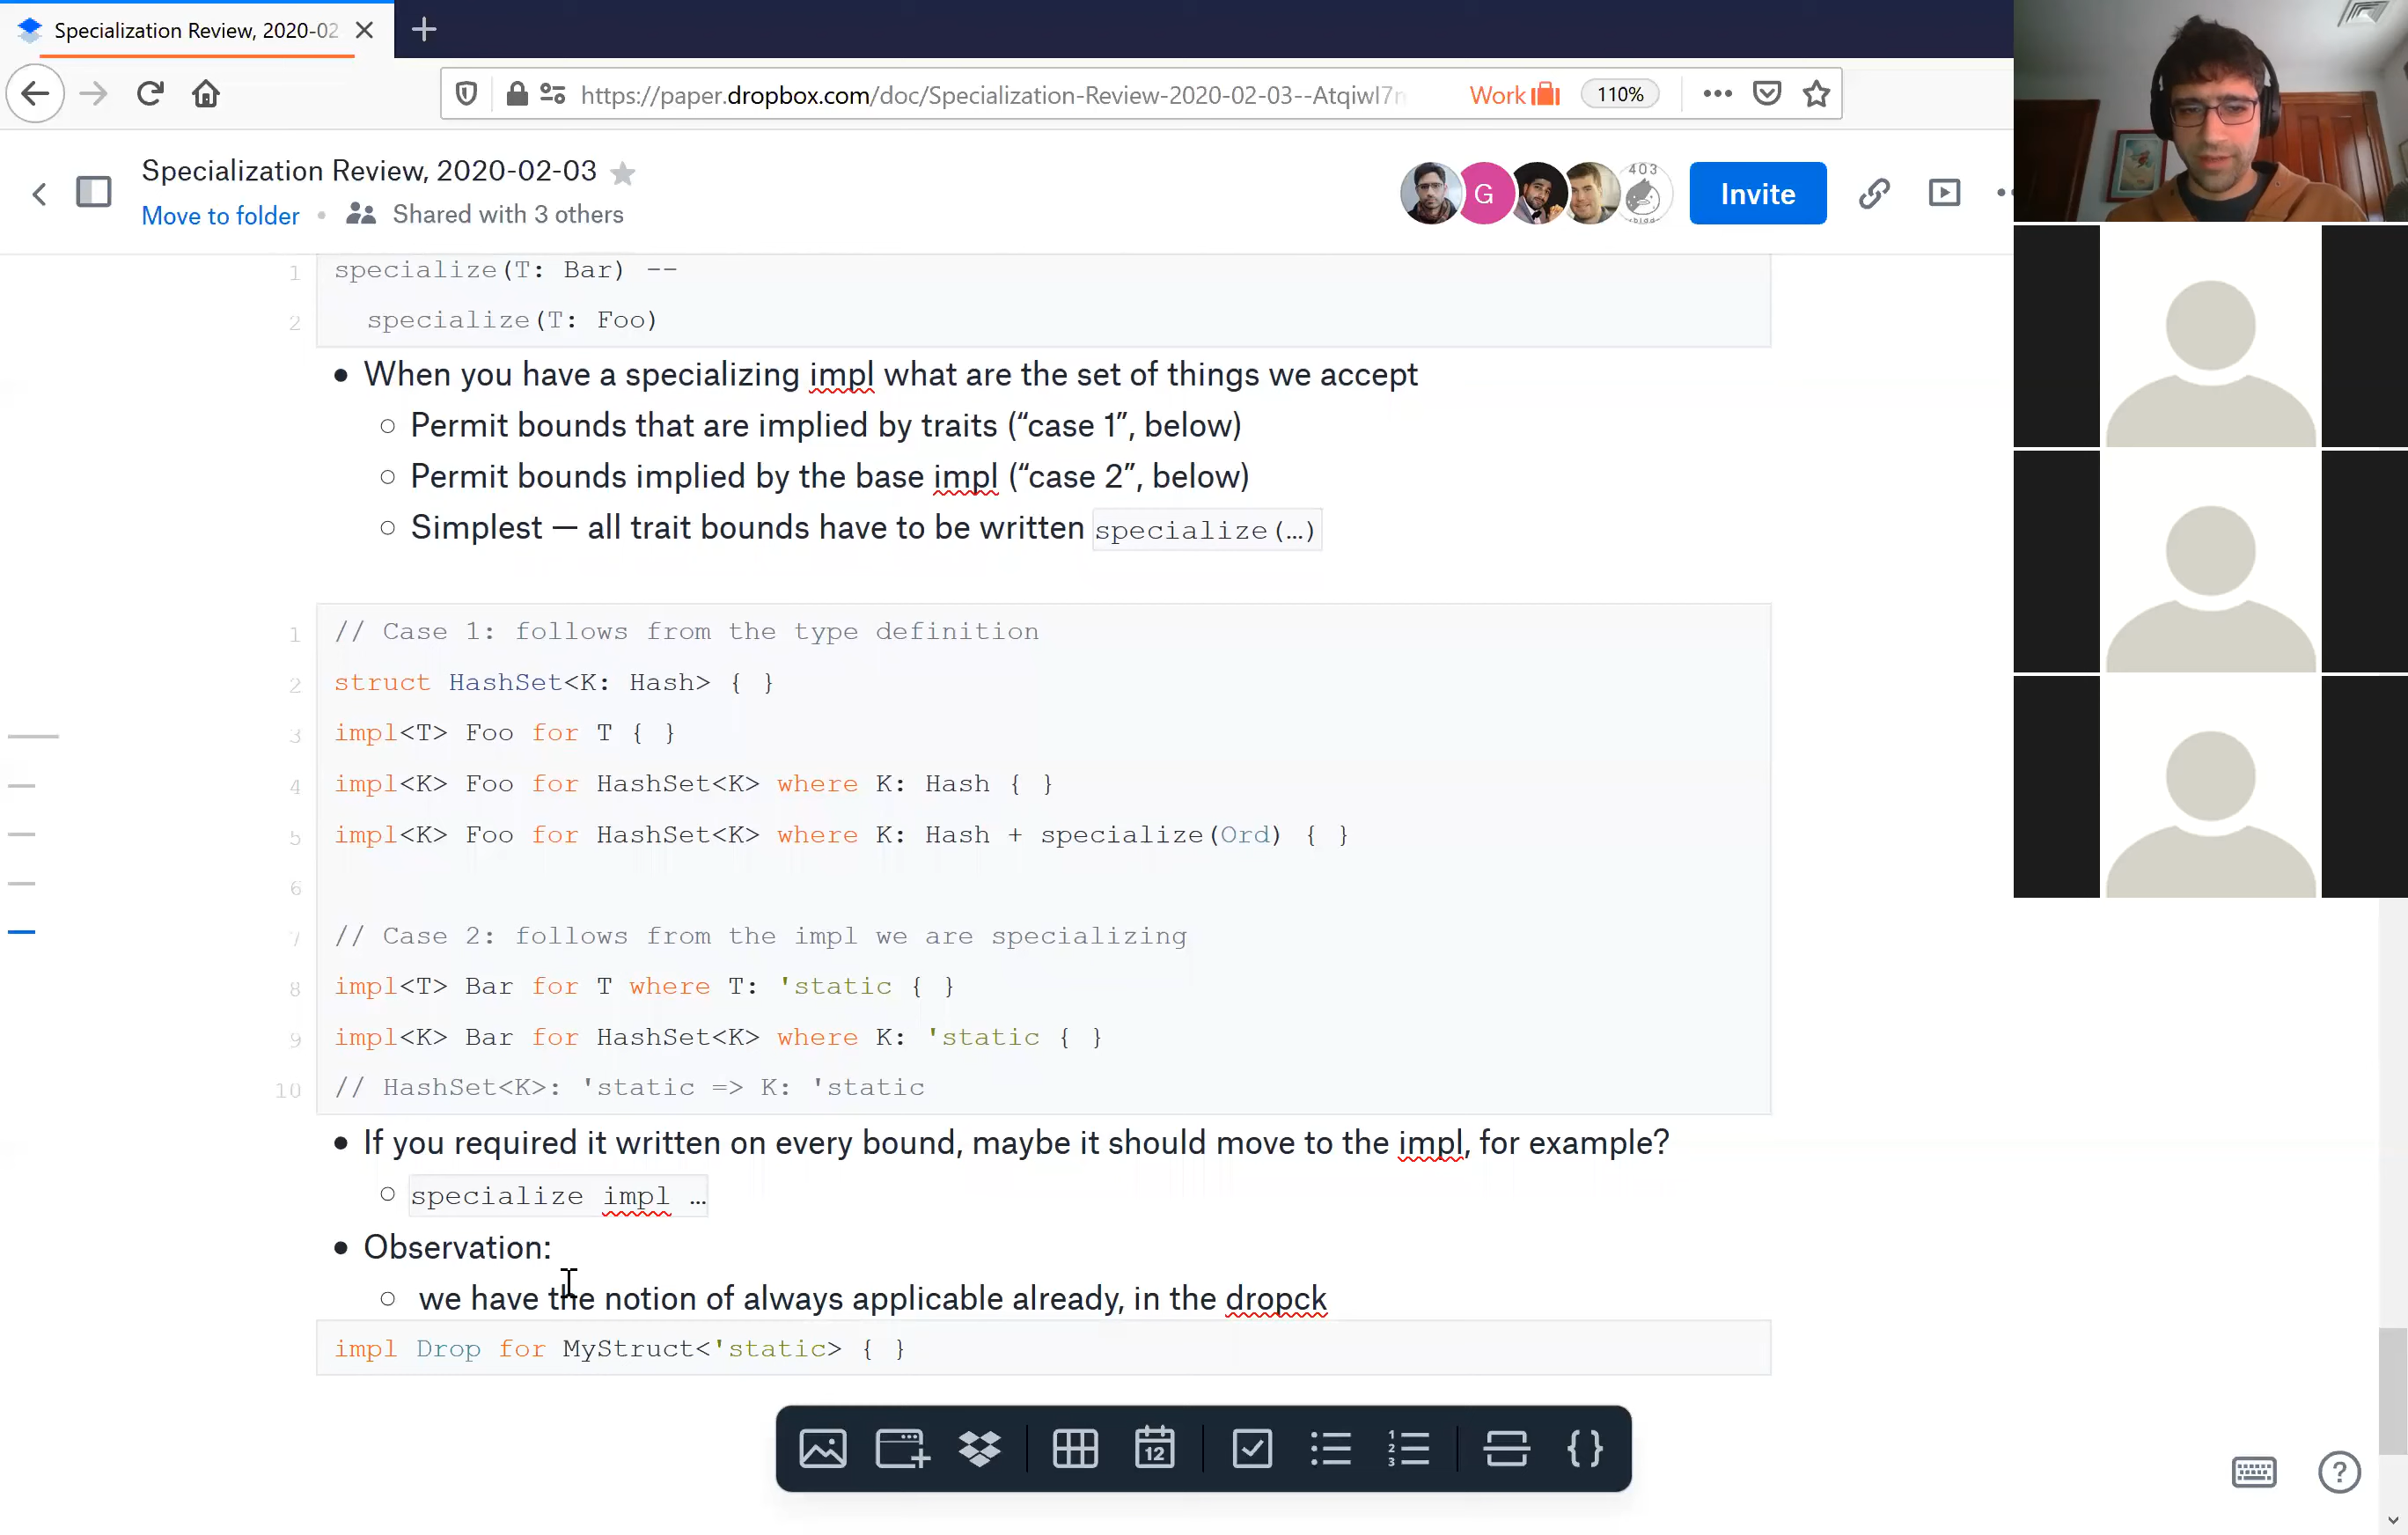 Specialization Review, 2020-02
https://paper.dropbox.com/doc/Specialization-Review-2020-02-03--AtqiwI7
Work
110%
Specialization Review, 2020-02-03
Move to folder • Shared with 3 others
G
403
Invite
1 specialize(T: Bar) --
2 specialize(T: Foo)
• When you have a specializing impl what are the set of things we accept
○ Permit bounds that are implied by traits (“case 1”, below)
○ Permit bounds implied by the base impl (“case 2”, below)
○ Simplest — all trait bounds have to be written specialize(…)
1 // Case 1: follows from the type definition
2 struct HashSet<K: Hash> { }
3 impl<T> Foo for T { }
4 impl<K> Foo for HashSet<K> where K: Hash { }
5 impl<K> Foo for HashSet<K> where K: Hash + specialize(Ord) { }
6
7 // Case 2: follows from the impl we are specializing
8 impl<T> Bar for T where T: 'static { }
9 impl<K> Bar for HashSet<K> where K: 'static { }
10 // HashSet<K>: 'static => K: 'static
• If you required it written on every bound, maybe it should move to the impl, for example?
○ specialize impl …
• Observation:
○ we have the notion of always applicable already, in the dropck
impl Drop for MyStruct<'static> { }
12
1
2
3
{}
?